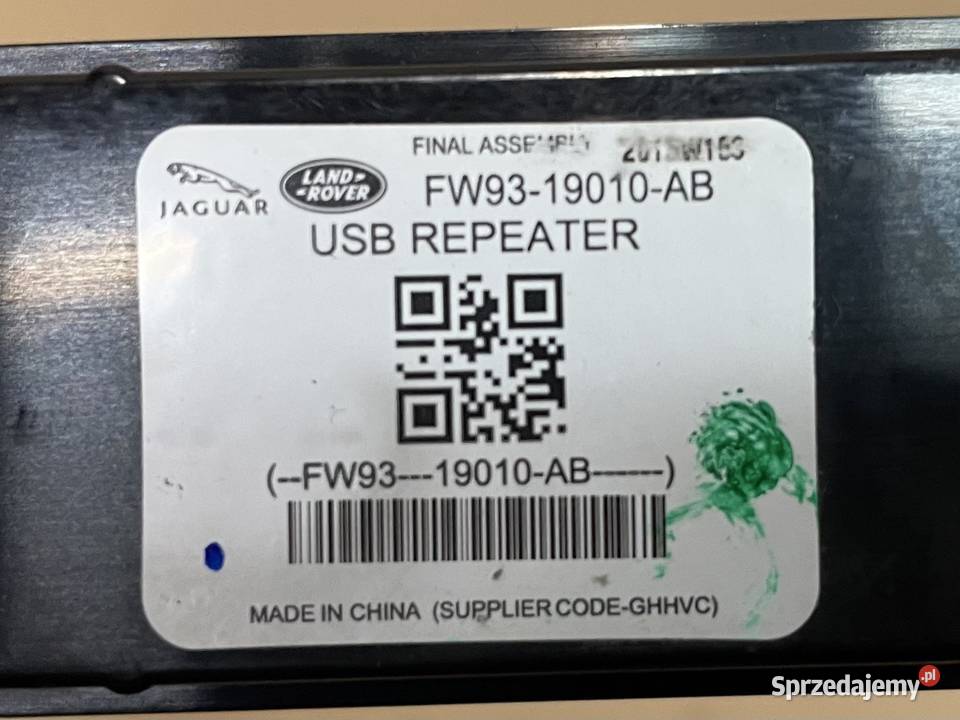 FINAL ASSEMBLY
JAGUAR
LAND-
-ROVER
FW93-19010-AB
USB REPEATER
(--FW93---19010-AB------)
MADE IN CHINA (SUPPLIER CODE-GHHVC)
Sprzedajemy.pl